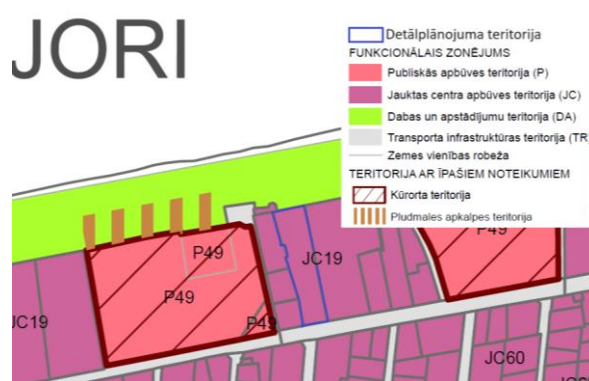 JORI
Detālplānojuma teritorija
FUNKCIONĀLAIS ZONĒJUMS
Publiskās apbūves teritorija (P)
Jauktas centra apbūves teritorija (JC)
Dabas un apstādījumu teritorija (DA)
Transporta infrastruktūras teritorija (TR
Zemes vienības robeža
TERITORIJA AR ĪPAŠIEM NOTEIKUMIEM
Kūrorta teritorija
Pludmales apkalpes teritorija
P49
P49
JC19
P49
P49
JC19
JC60